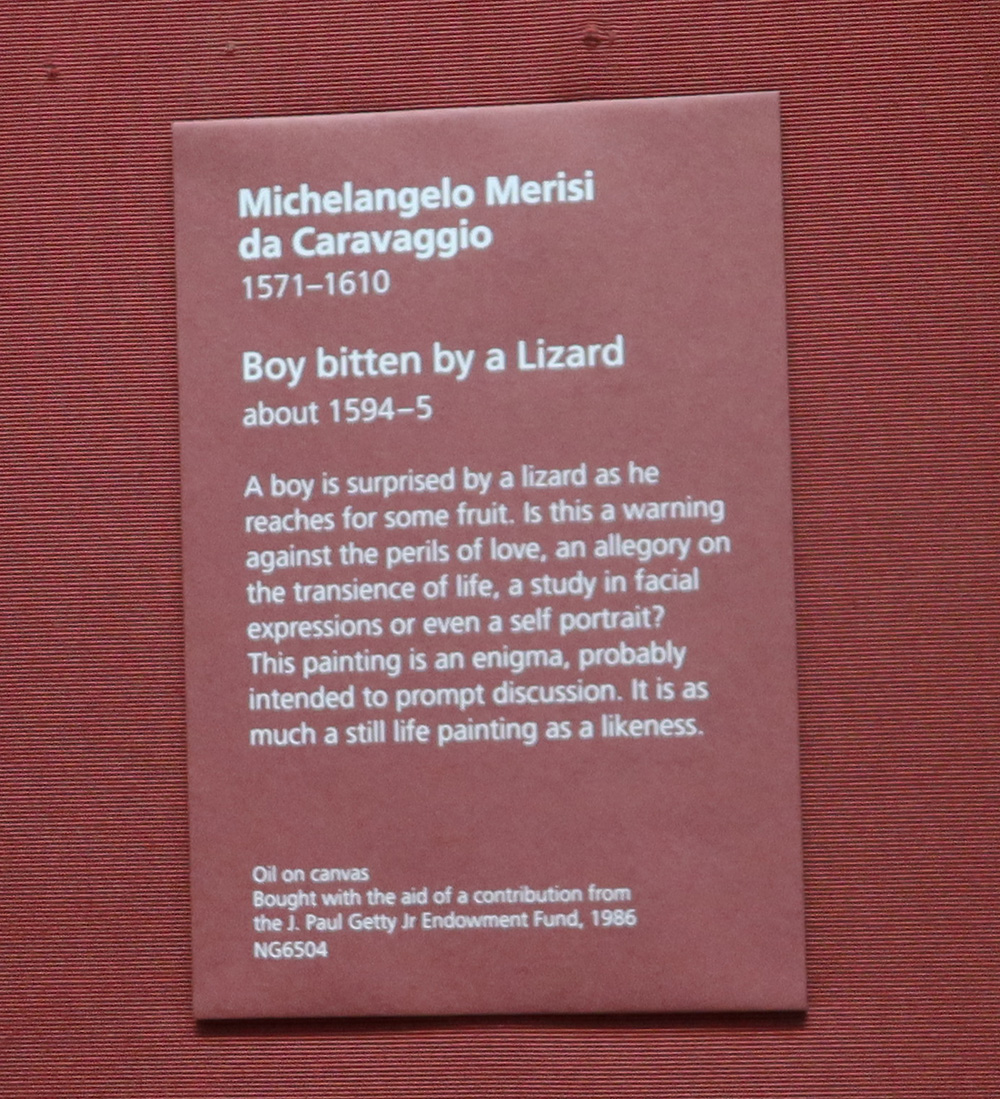 Michelangelo Merisi
da Caravaggio
1571–1610
Boy bitten by a Lizard
about 1594–5
A boy is surprised by a lizard as he
reaches for some fruit. Is this a warning
against the perils of love, an allegory on
the transience of life, a study in facial
expressions or even a self portrait?
This painting is an enigma, probably
intended to prompt discussion. It is as
much a still life painting as a likeness.
Oil on canvas
Bought with the aid of a contribution from
the J. Paul Getty Jr Endowment Fund, 1986
NG6504